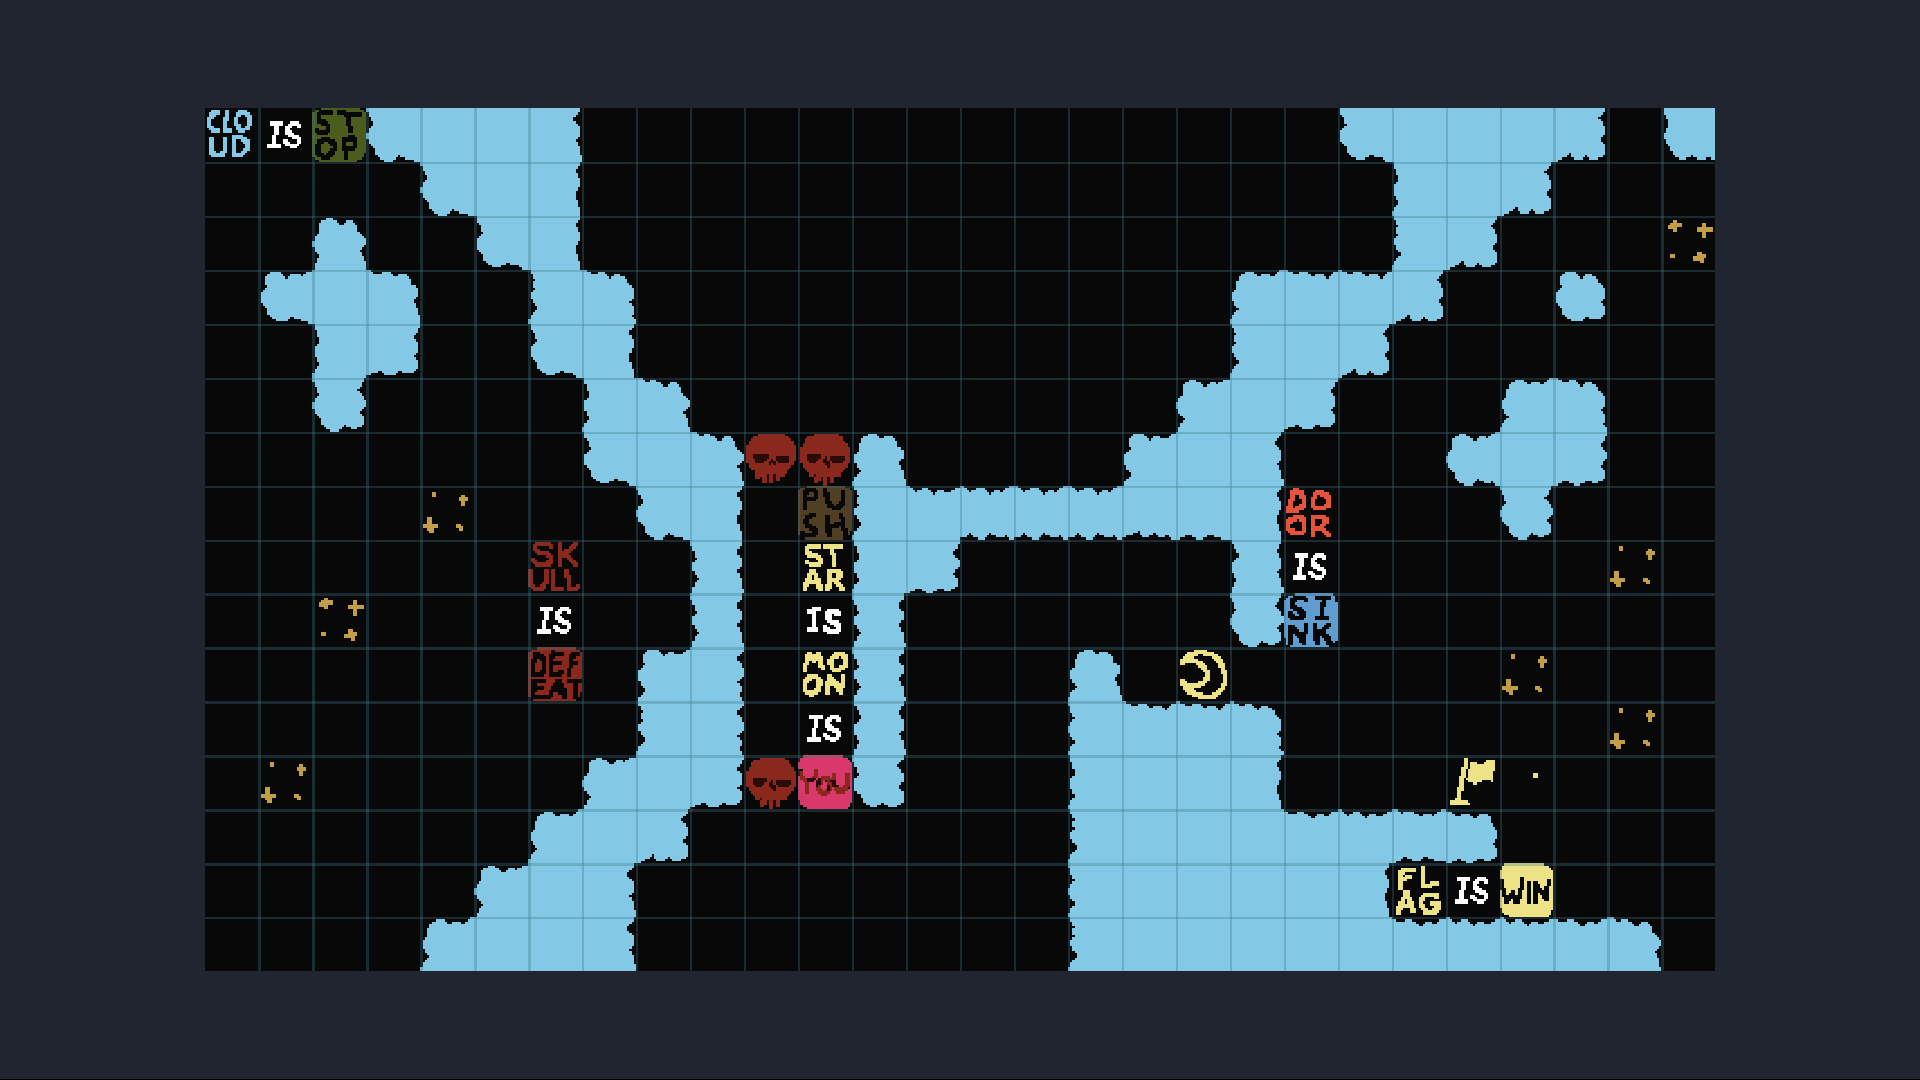 CLOUD IS STOP
PUSH
STAR
IS
MOON
IS
YOU
SKULL
IS
DEFEAT
DOOR
IS
SINK
FLAG IS WIN